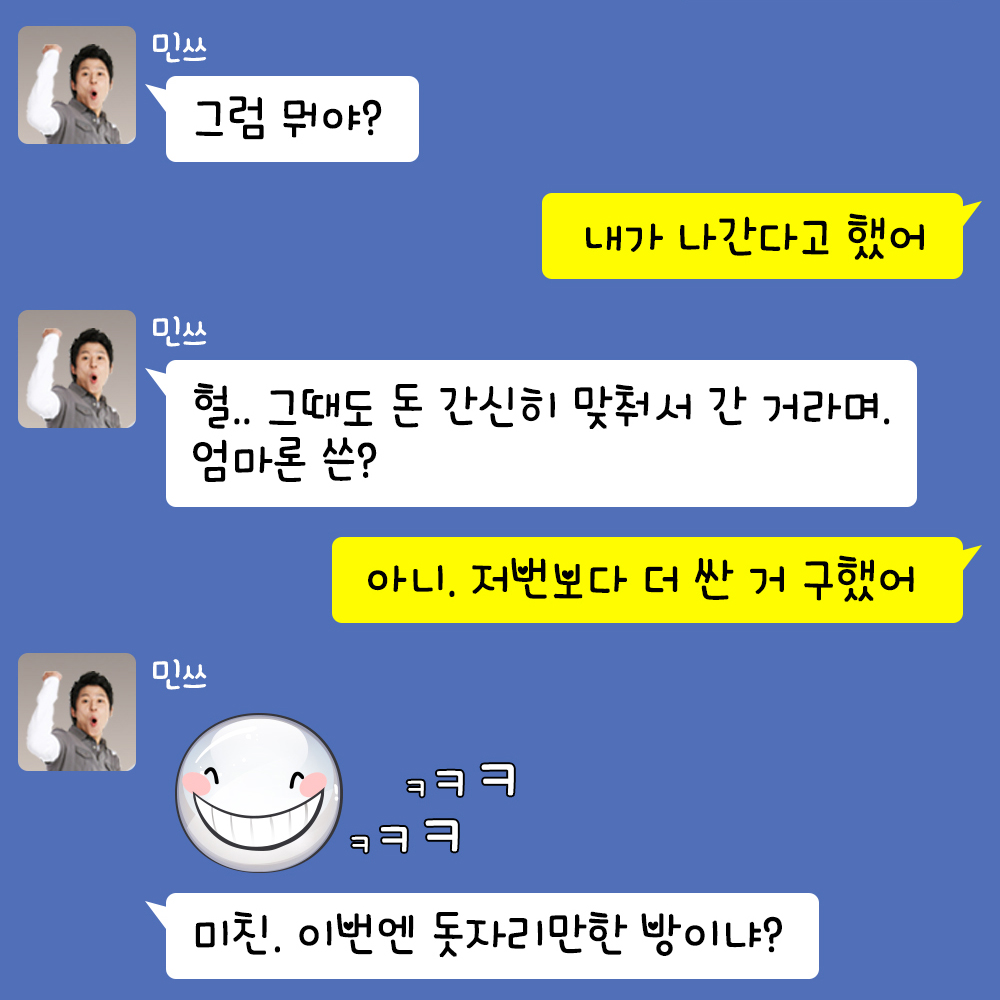 민쓰
그럼 뭐야?
내가 나간다고 했어
민쓰
헐.. 그때도 돈 간신히 맞춰서 간 거라며.
엄마론 쓴?
아니. 저번보다 더 싼 거 구했어
민쓰
ㅋㅋㅋ
ㅋㅋㅋ
미친. 이번엔 돗자리만한 방이냐?